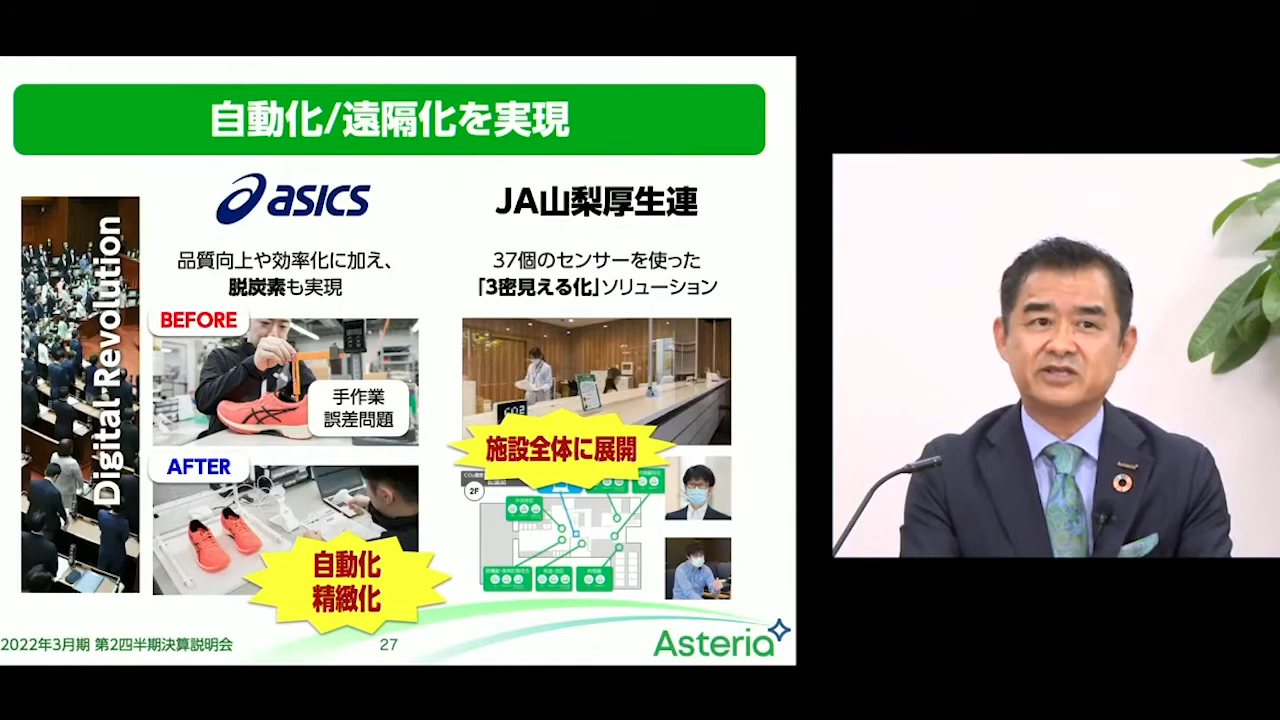 自動化/遠隔化を実現
Digital Revolution
asics
品質向上や効率化に加え、
脱炭素も実現
BEFORE
手作業
誤差問題
AFTER
自動化
精緻化
JA山梨厚生連
37個のセンサーを使った
「3密見える化」ソリューション
CO2
施設全体に展開
2F
2022年3月期 第2四半期決算説明会
27
Asteria